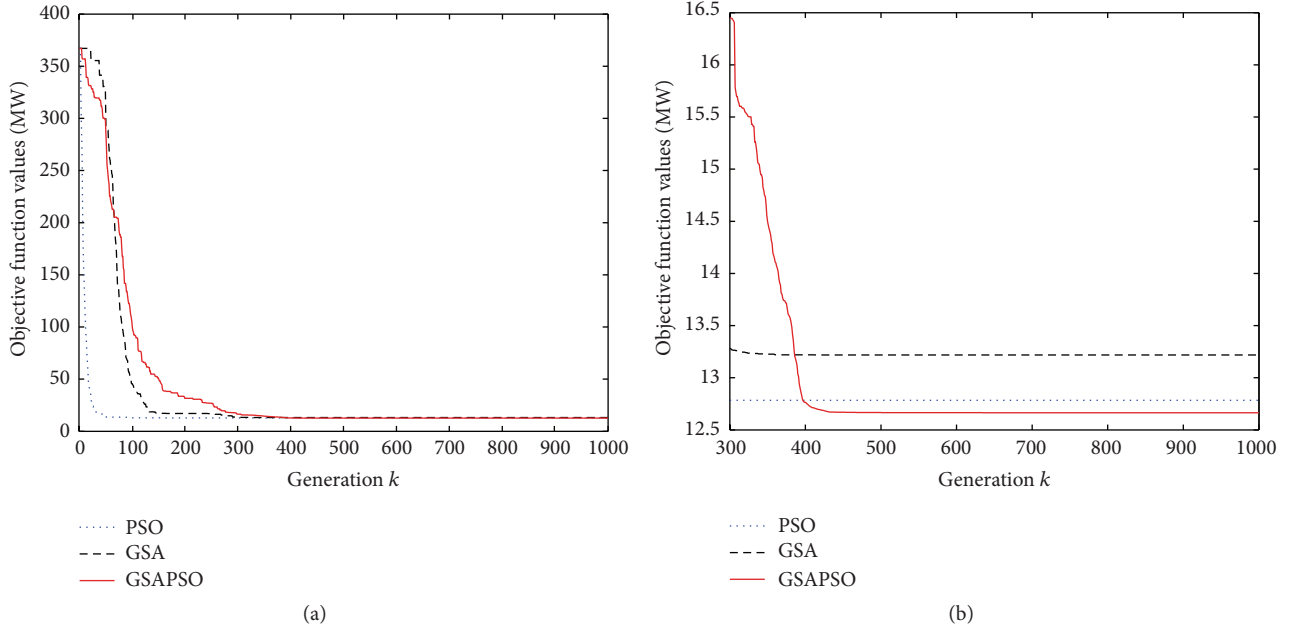 400
350
300
250
200
150
100
50
0
Objective function values (MW)
0 100 200 300 400 500 600 700 800 900 1000
Generation k
PSO
GSA
GSAPSO
(a)
16.5
16
15.5
15
14.5
14
13.5
13
12.5
Objective function values (MW)
300 400 500 600 700 800 900 1000
Generation k
PSO
GSA
GSAPSO
(b)